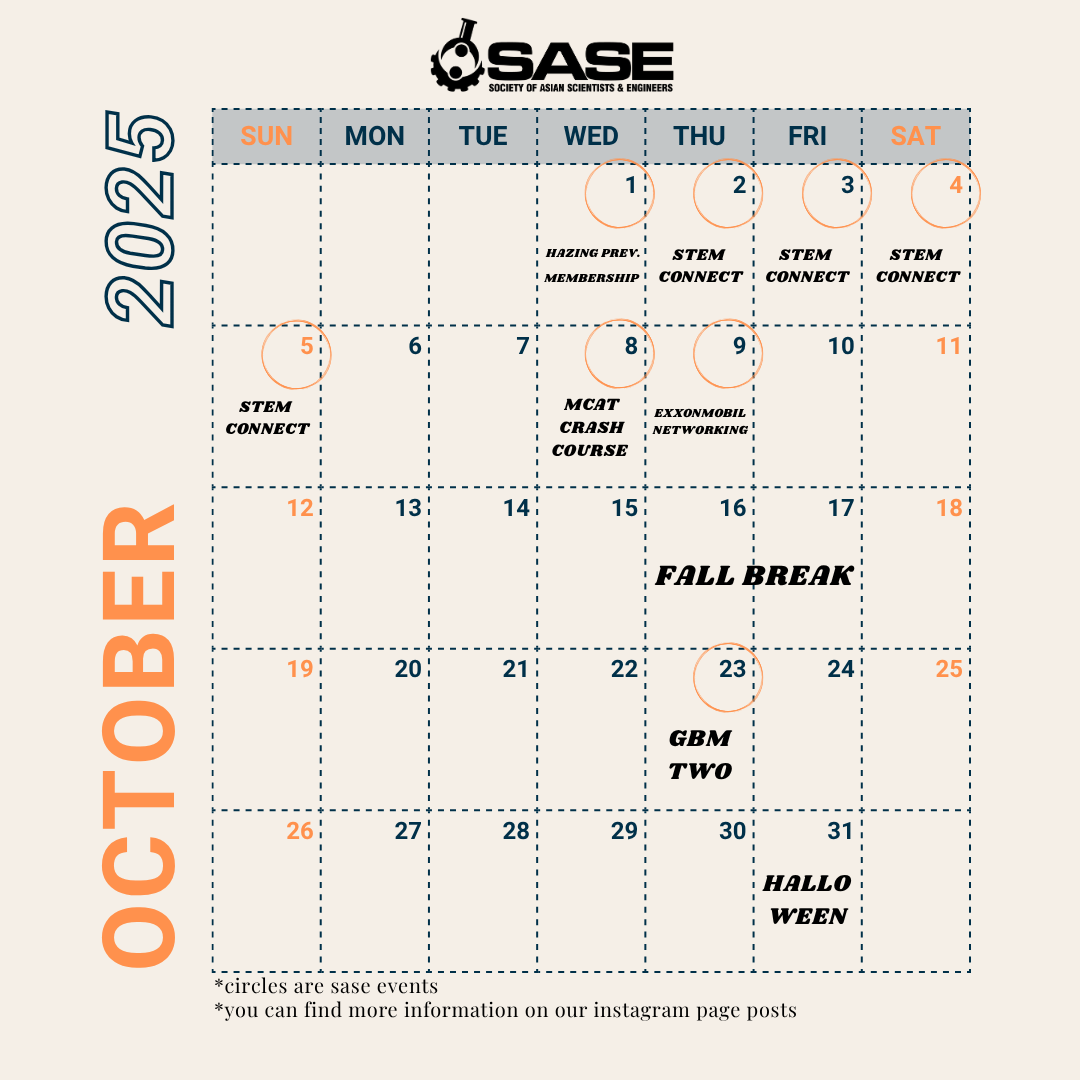 SASE
SOCIETY OF ASIAN SCIENTISTS & ENGINEERS
2025
OCTOBER
SUN MON TUE WED THU FRI SAT
1 2 3 4
HAZING PREV.
MEMBERSHIP
STEM
CONNECT
STEM
CONNECT
STEM
CONNECT
5 6 7 8 9 10 11
STEM
CONNECT
MCAT
CRASH
COURSE
EXXONMOBIL
NETWORKING
12 13 14 15 16 17 18
FALL BREAK
19 20 21 22 23 24 25
GBM
TWO
26 27 28 29 30 31
HALLO
WEEN
*circles are sase events
*you can find more information on our instagram page posts